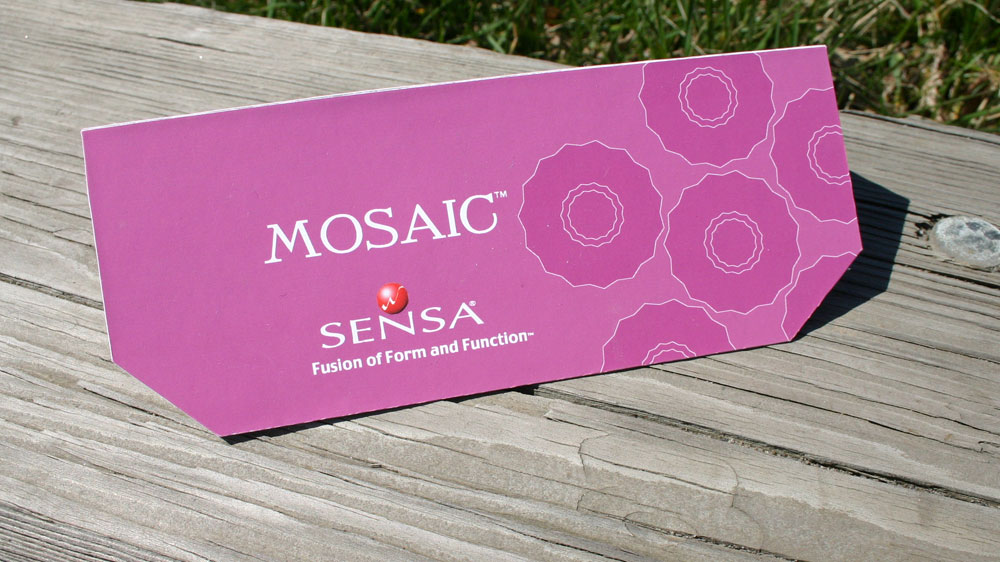 MOSAIC™
SENSA®
Fusion of Form and Function™